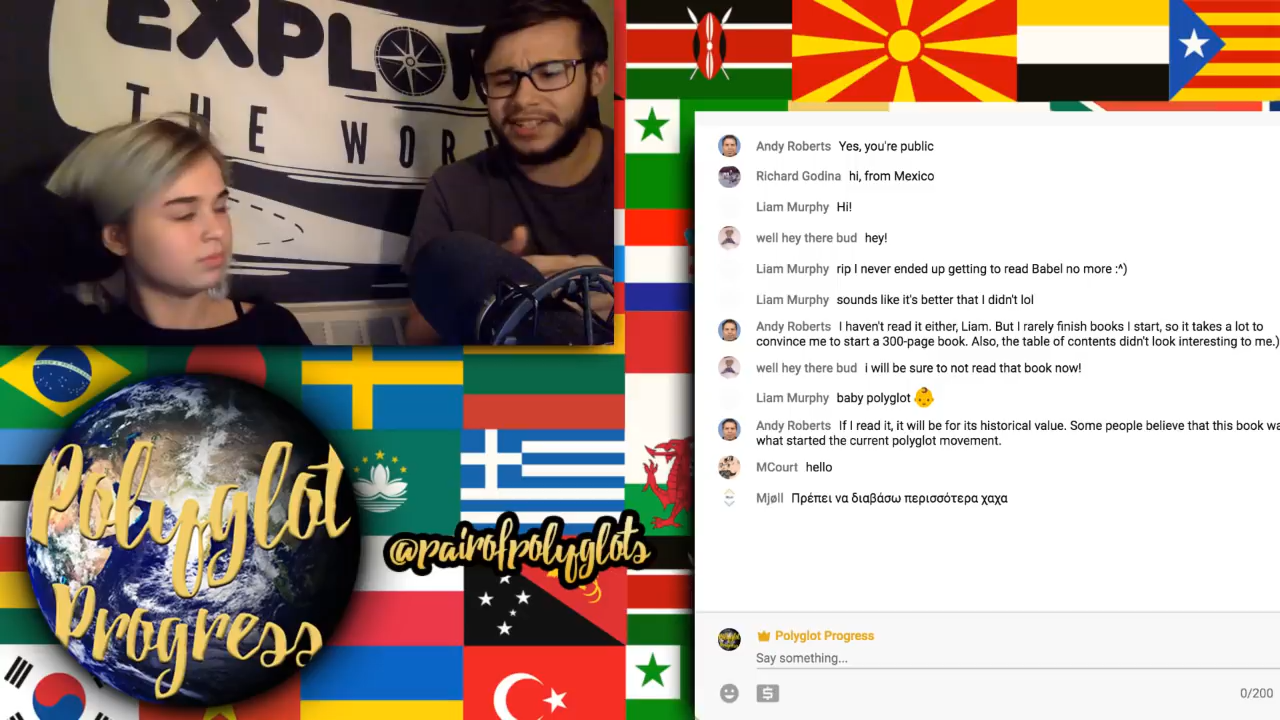 EXPLO
THE WOR
Andy Roberts Yes, you're public
Richard Godina hi, from Mexico
Liam Murphy Hi!
well hey there bud hey!
Liam Murphy rip I never ended up getting to read Babel no more :^)
Liam Murphy sounds like it's better that I didn't lol
Andy Roberts I haven't read it either, Liam. But I rarely finish books I start, so it takes a lot to
convince me to start a 300-page book. Also, the table of contents didn't look interesting to me.)
well hey there bud i will be sure to not read that book now!
Liam Murphy baby polyglot 👶
Andy Roberts If I read it, it will be for its historical value. Some people believe that this book wa
what started the current polyglot movement.
MCourt hello
Mjøll Πρέπει να διαβάσω περισσότερα χαχα
Polyglot
Progress
@pairofpolyglots
Polyglot Progress
Say something...
0/200